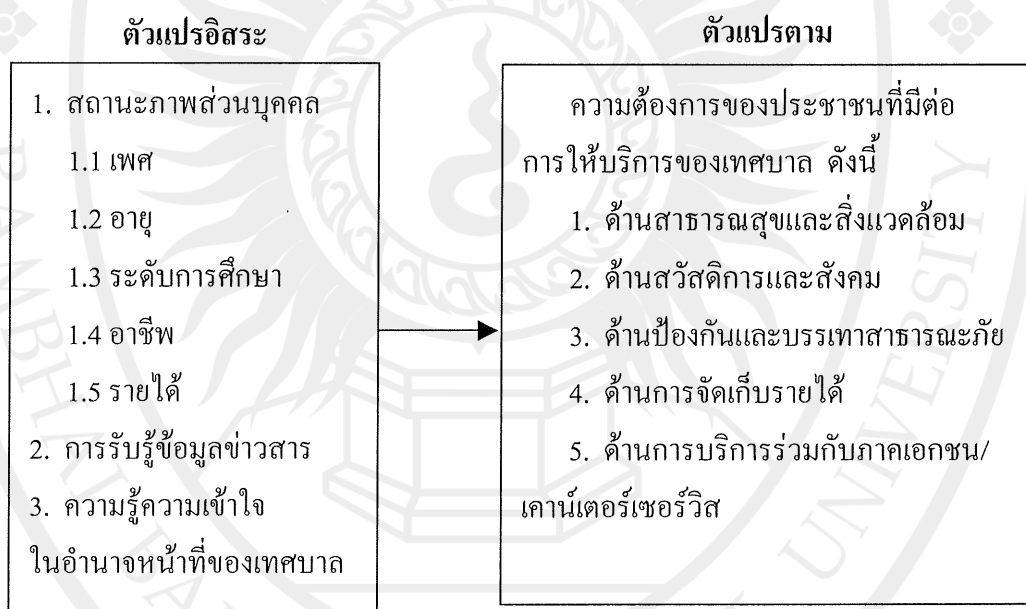 ตัวแปรอิสระ
1. สถานะภาพส่วนบุคคล
1.1 เพศ
1.2 อายุ
1.3 ระดับการศึกษา
1.4 อาชีพ
1.5 รายได้
2. การรับรู้ข้อมูลข่าวสาร
3. ความรู้ความเข้าใจ
ในอำนาจหน้าที่ของเทศบาล
ตัวแปรตาม
ความต้องการของประชาชนที่มีต่อ
การให้บริการของเทศบาล ดังนี้
1. ด้านสาธารณสุขและสิ่งแวดล้อม
2. ด้านสวัสดิการและสังคม
3. ด้านป้องกันและบรรเทาสาธารณะภัย
4. ด้านการจัดเก็บรายได้
5. ด้านการบริการร่วมกับภาคเอกชน/
เคาน์เตอร์เซอร์วิส
RAMBHAI BA
UNIVERSITY